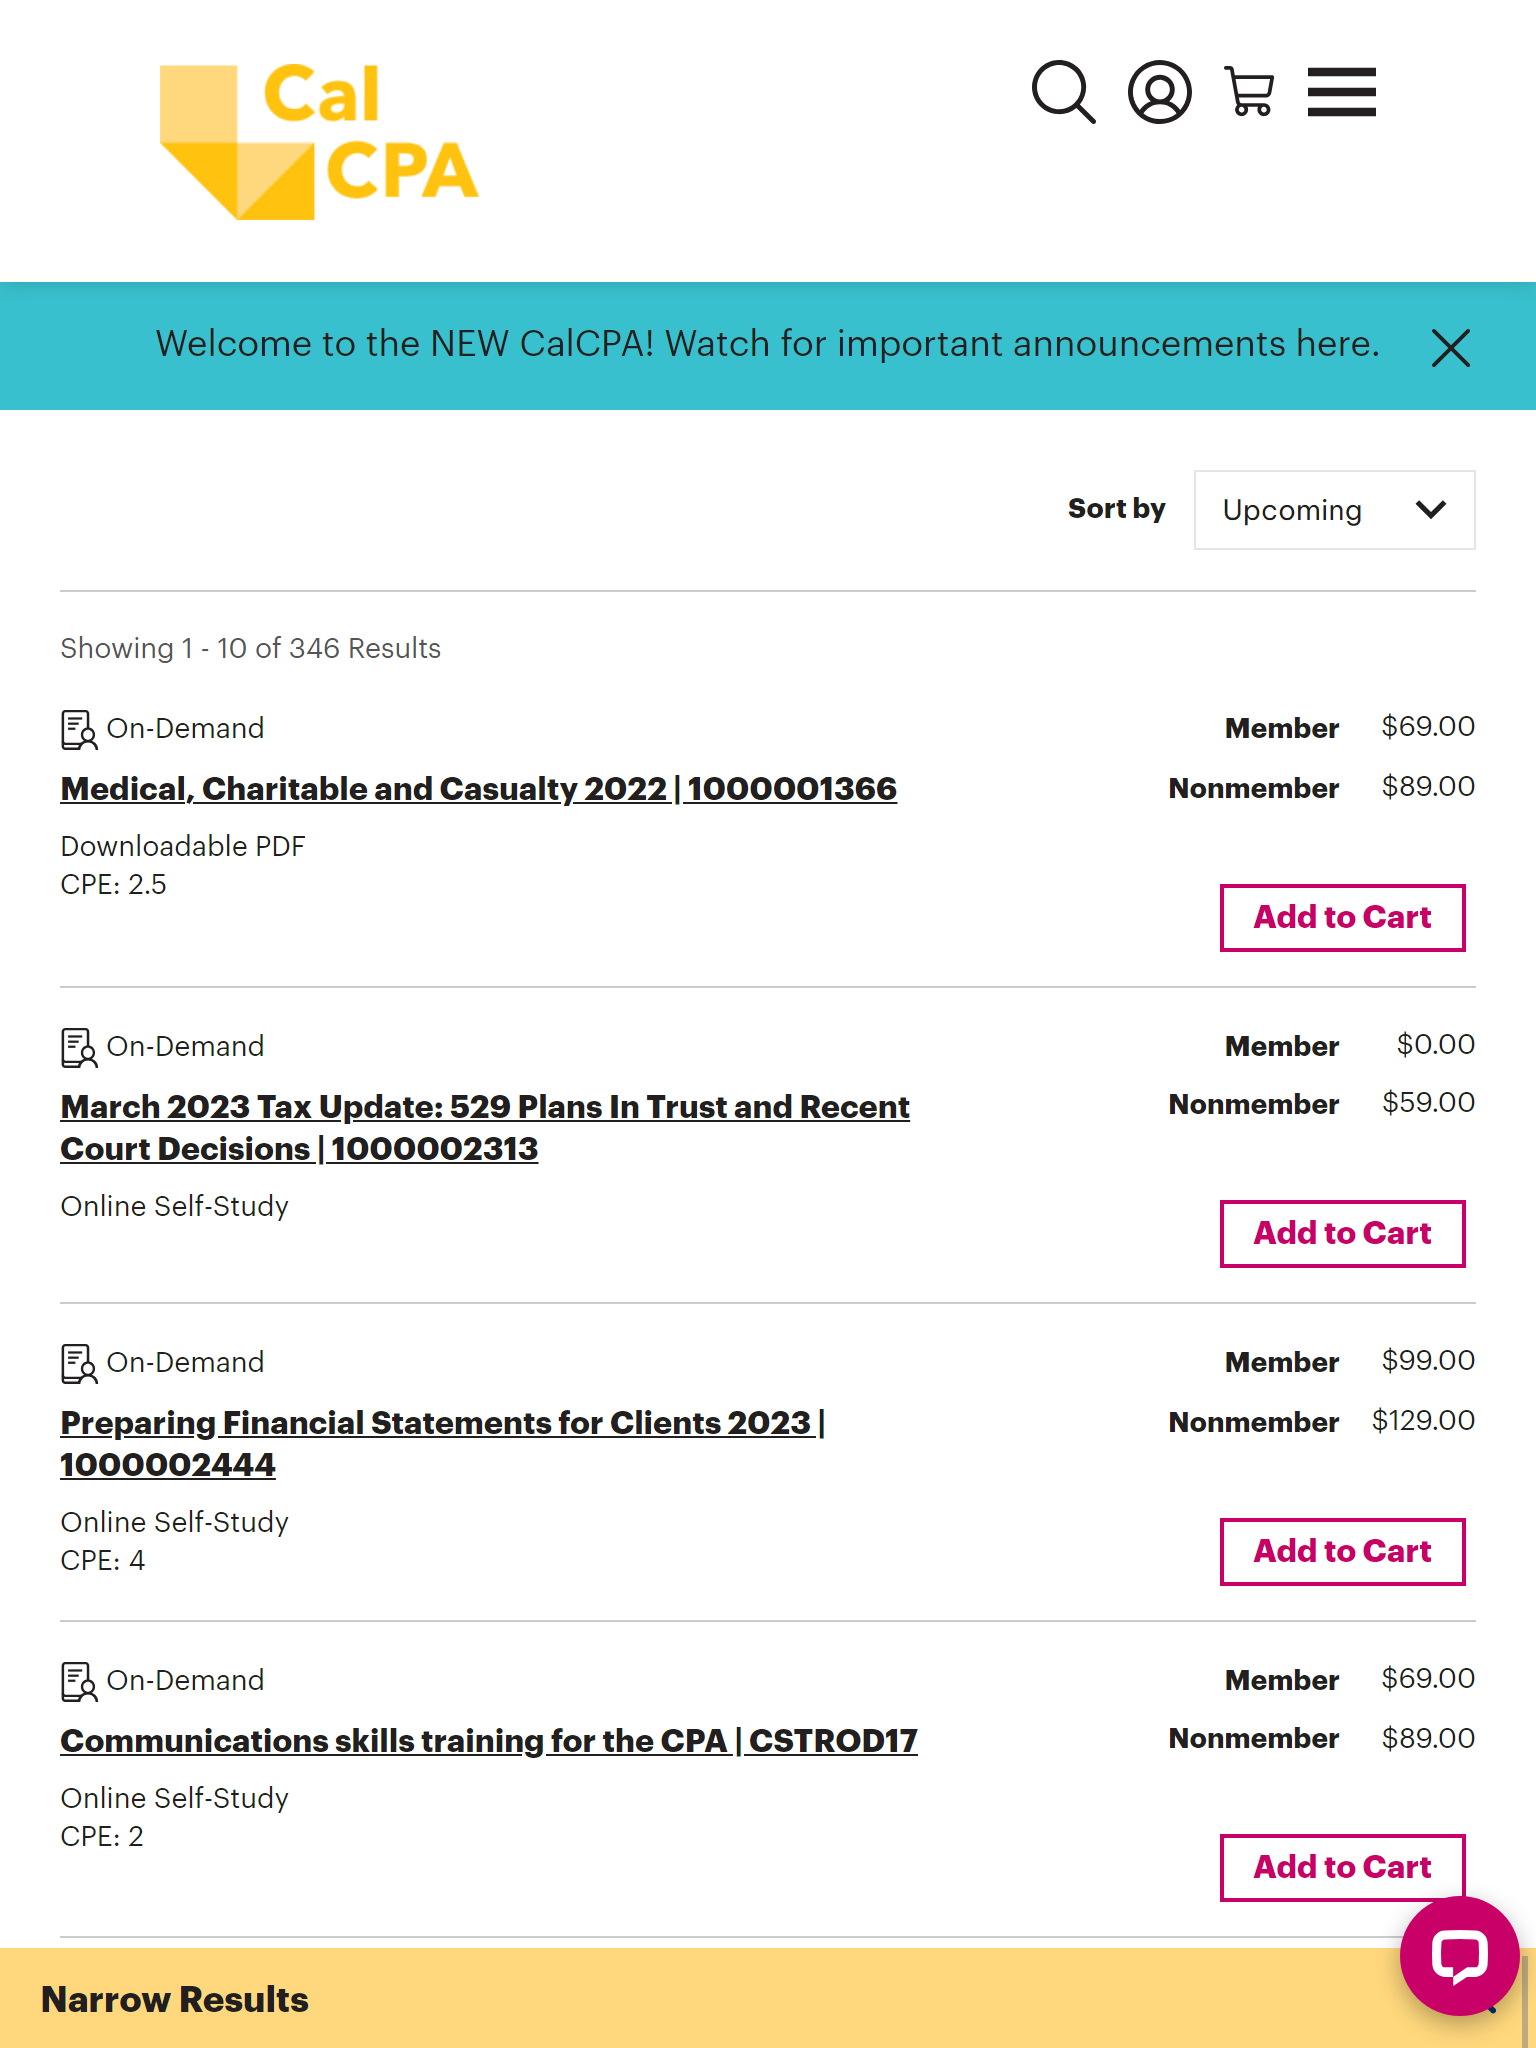 Cal
CPA
Welcome to the NEW CalCPA! Watch for important announcements here.
Sort by
Upcoming
Showing 1 - 10 of 346 Results
On-Demand
Member $69.00
Medical, Charitable and Casualty 2022 | 1000001366
Nonmember $89.00
Downloadable PDF
CPE: 2.5
Add to Cart
On-Demand
Member $0.00
March 2023 Tax Update: 529 Plans In Trust and Recent
Court Decisions | 1000002313
Nonmember $59.00
Online Self-Study
Add to Cart
On-Demand
Member $99.00
Preparing Financial Statements for Clients 2023 |
1000002444
Nonmember $129.00
Online Self-Study
CPE: 4
Add to Cart
On-Demand
Member $69.00
Communications skills training for the CPA | CSTROD17
Nonmember $89.00
Online Self-Study
CPE: 2
Add to Cart
Narrow Results